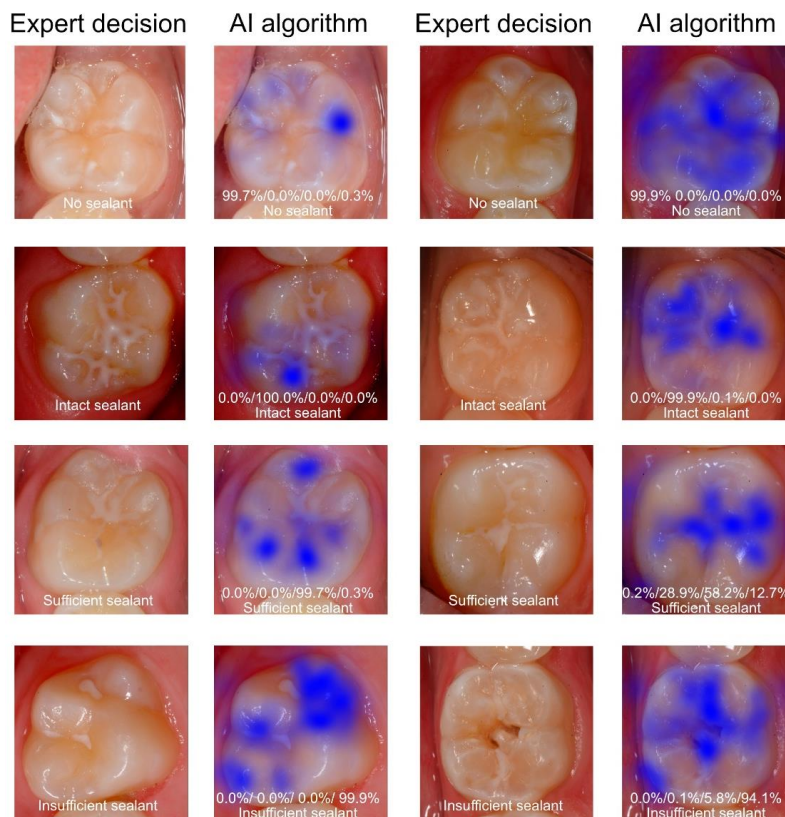 Expert decision
AI algorithm
Expert decision
AI algorithm
No sealant
99.7%/0.0%/0.0%/0.3%
No sealant
No sealant
99.9% 0.0%/0.0%/0.0%
No sealant
Intact sealant
0.0%/100.0%/0.0%/0.0%
Intact sealant
Intact sealant
0.0%/99.9%/0.1%/0.0%
Intact sealant
Sufficient sealant
0.0%/0.0%/99.7%/0.3%
Sufficient sealant
Sufficient sealant
0.2%/28.9%/58.2%/12.7%
Sufficient sealant
Insufficient sealant
0.0%/ 0.0%/ 0.0%/ 99.9%
Insufficient sealant
Insufficient sealant
0.0%/0.1%/5.8%/94.1%
Insufficient sealant